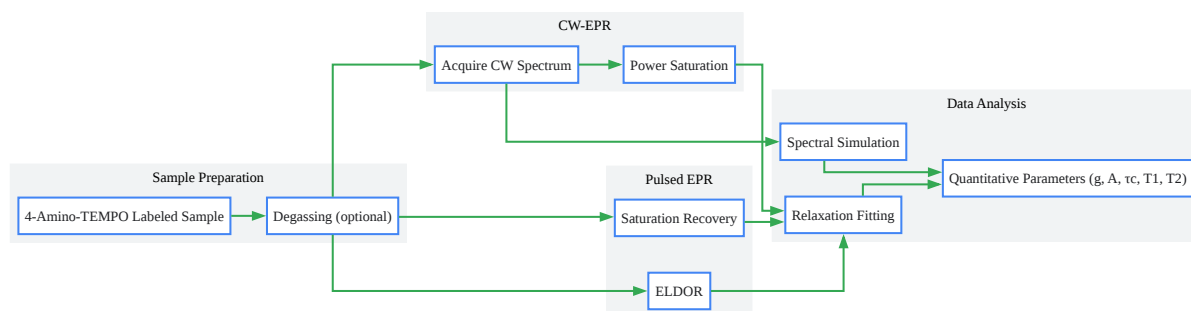 CW-EPR
Acquire CW Spectrum
Power Saturation
Data Analysis
Spectral Simulation
Quantitative Parameters (g, A, τc, T1, T2)
Relaxation Fitting
Sample Preparation
4-Amino-TEMPO Labeled Sample
Degassing (optional)
Pulsed EPR
Saturation Recovery
ELDOR